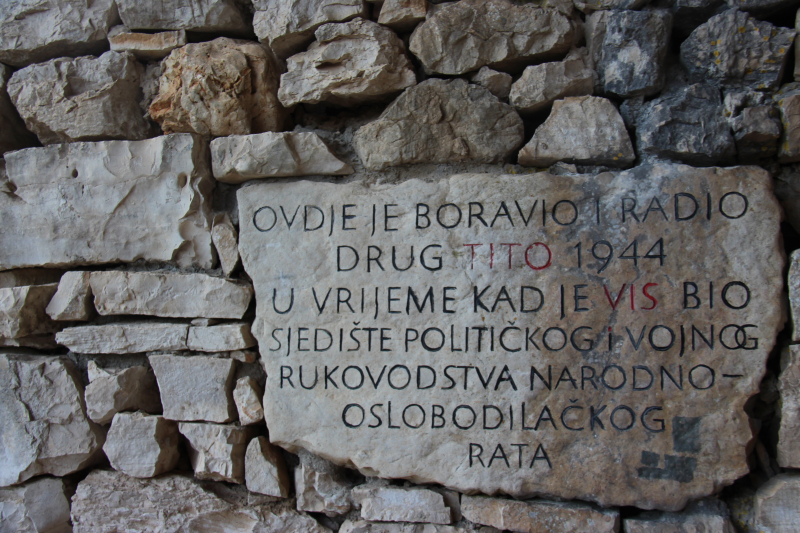 OVDJE JE BORAVIO I RADIO
DRUG TITO 1944
U VRIJEME KAD JE VIS BIO
SJEDIŠTE POLITIČKOG I VOJNOG
RUKOVODSTVA NARODNO–
OSLOBODILAČKOG
RATA